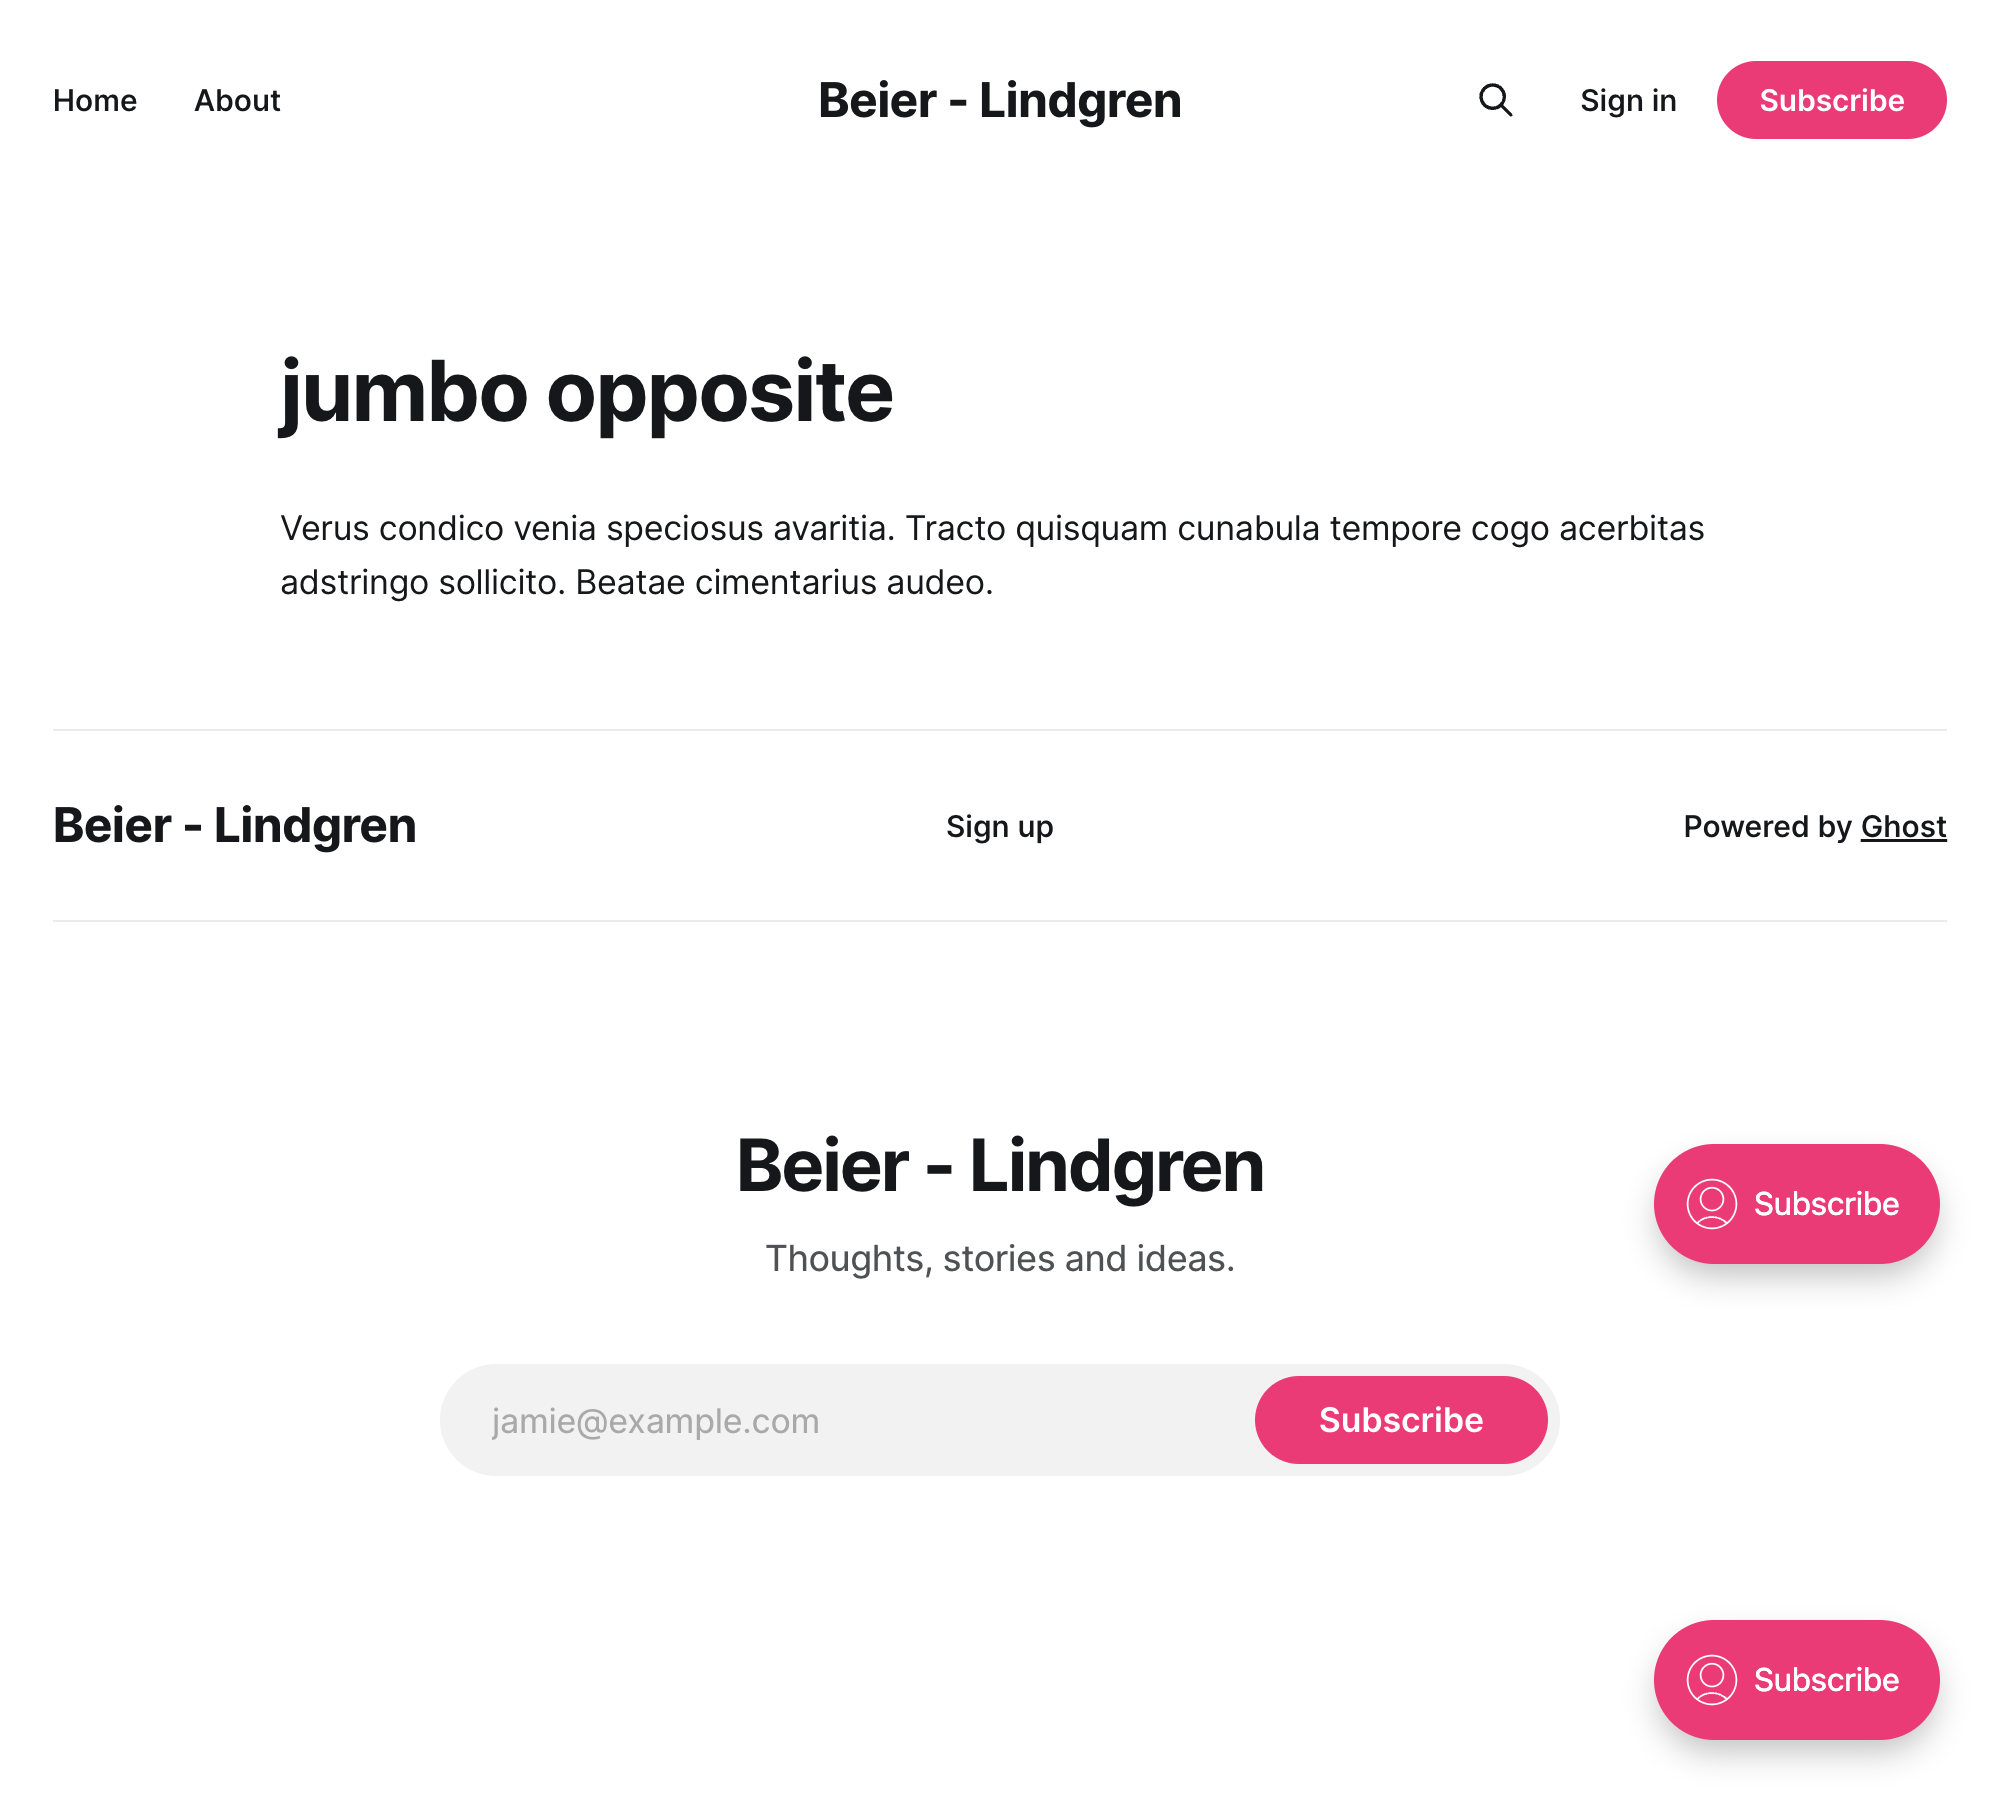 Home About Beier - Lindgren Sign in Subscribe
jumbo opposite
Verus condico venia speciosus avaritia. Tracto quisquam cunabula tempore cogo acerbitas
adstringo sollicito. Beatae cimentarius audeo.
Beier - Lindgren Sign up Powered by Ghost
Beier - Lindgren
Subscribe
Thoughts, stories and ideas.
jamie@example.com Subscribe
Subscribe